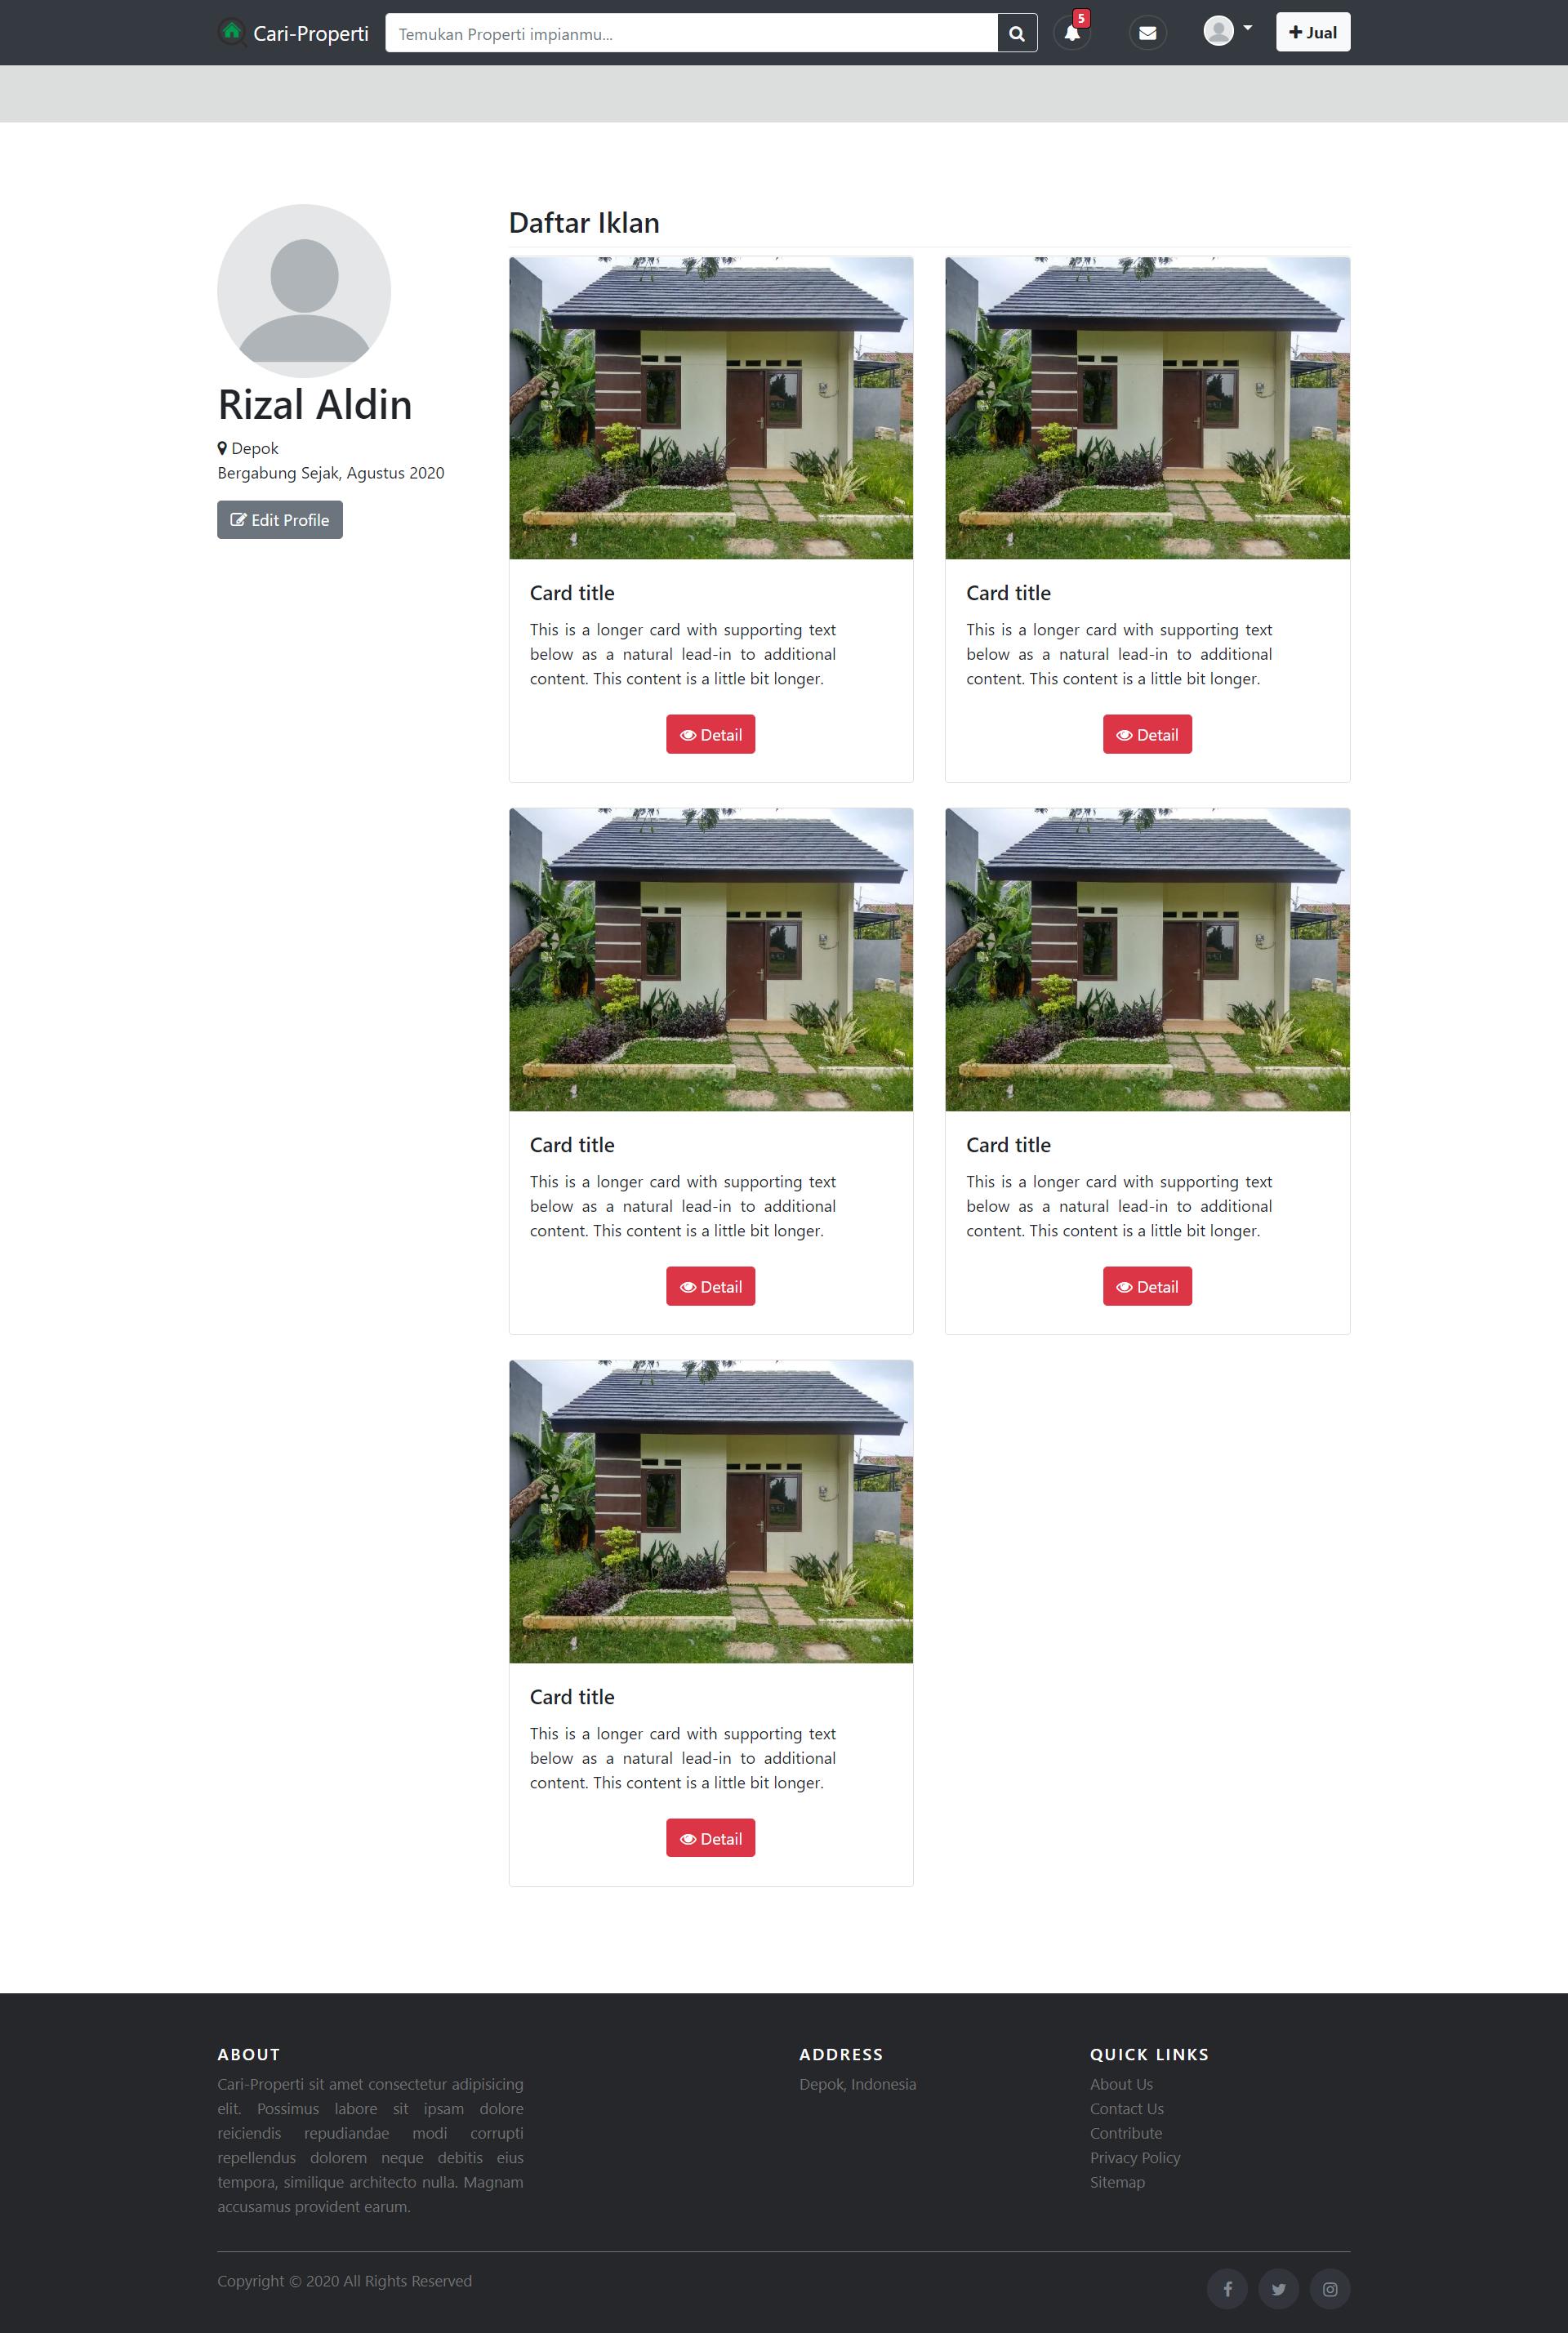 Cari-Properti
Temukan Properti impianmu...
5
Jual
Daftar Iklan
Rizal Aldin
Depok
Bergabung Sejak, Agustus 2020
Edit Profile
Card title
This is a longer card with supporting text
below as a natural lead-in to additional
content. This content is a little bit longer.
Detail
Card title
This is a longer card with supporting text
below as a natural lead-in to additional
content. This content is a little bit longer.
Detail
Card title
This is a longer card with supporting text
below as a natural lead-in to additional
content. This content is a little bit longer.
Detail
Card title
This is a longer card with supporting text
below as a natural lead-in to additional
content. This content is a little bit longer.
Detail
Card title
This is a longer card with supporting text
below as a natural lead-in to additional
content. This content is a little bit longer.
Detail
ABOUT
Cari-Properti sit amet consectetur adipisicing
elit. Possimus labore sit ipsam dolore
reiciendis repudiandae modi corrupti
repellendus dolorem neque debitis eius
tempora, similique architecto nulla. Magnam
accusamus provident earum.
ADDRESS
Depok, Indonesia
QUICK LINKS
About Us
Contact Us
Contribute
Privacy Policy
Sitemap
Copyright © 2020 All Rights Reserved